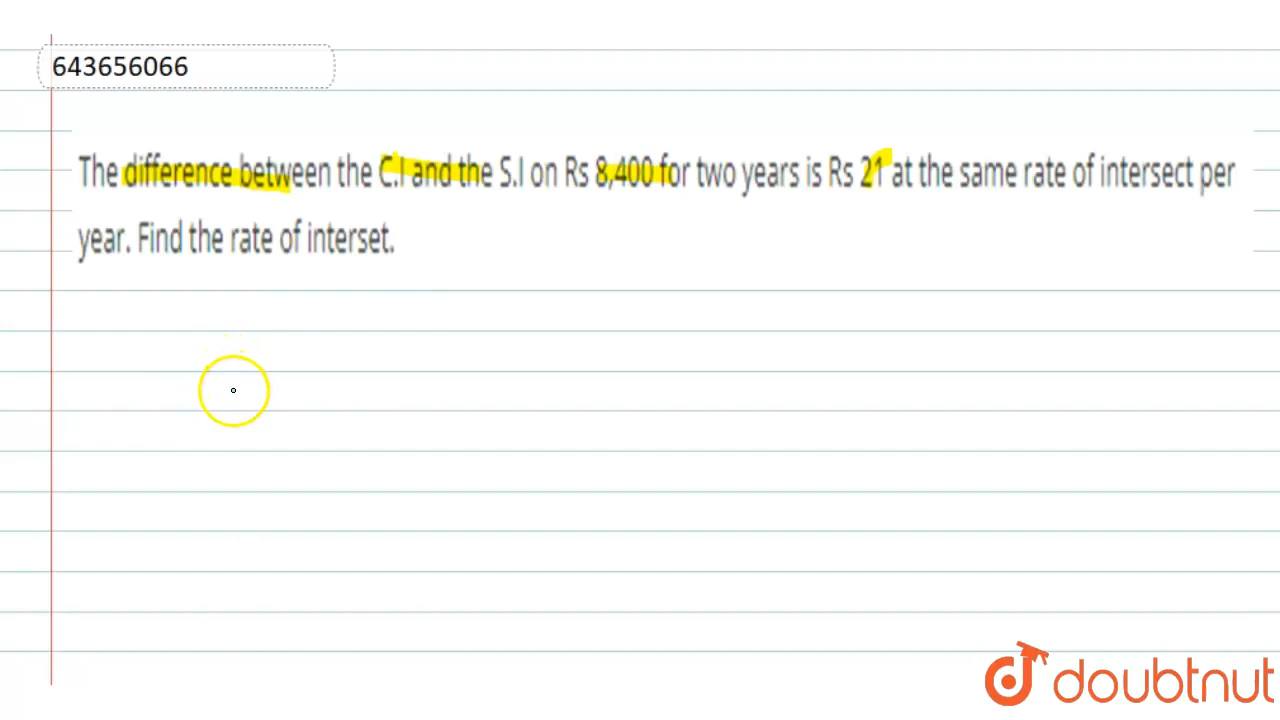 643656066
The difference between the C.I and the S.I on Rs 8,400 for two years is Rs 21 at the same rate of intersect per
year. Find the rate of interset.
doubtnut